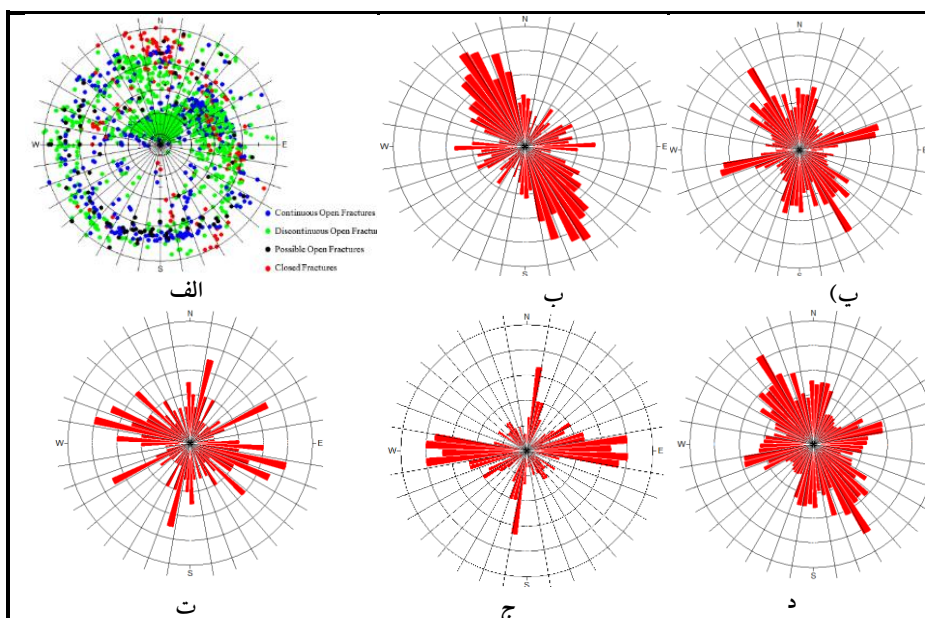 N
N
N
W
E
W
E
W
E
S
S
S
Continuous Open Fractures
Discontinuous Open Fractu
Possible Open Fractures
Closed Fractures
الف
ب
پ)
N
N
N
W
E
W
E
W
E
S
S
ت
ج
د